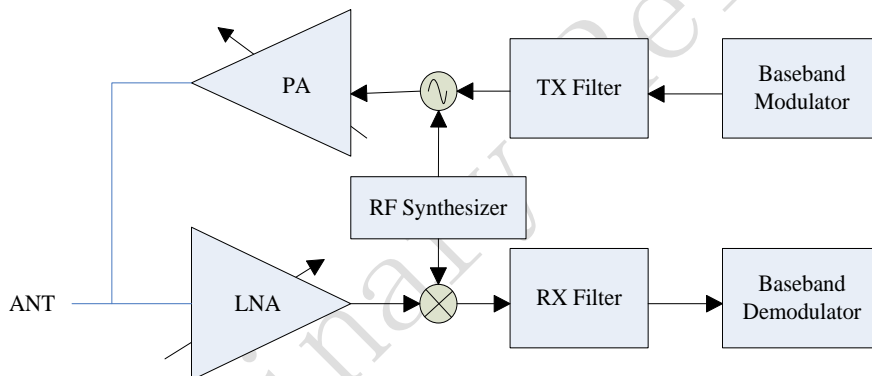 PA
TX Filter
Baseband
Modulator
RF Synthesizer
ANT
LNA
RX Filter
Baseband
Demodulator